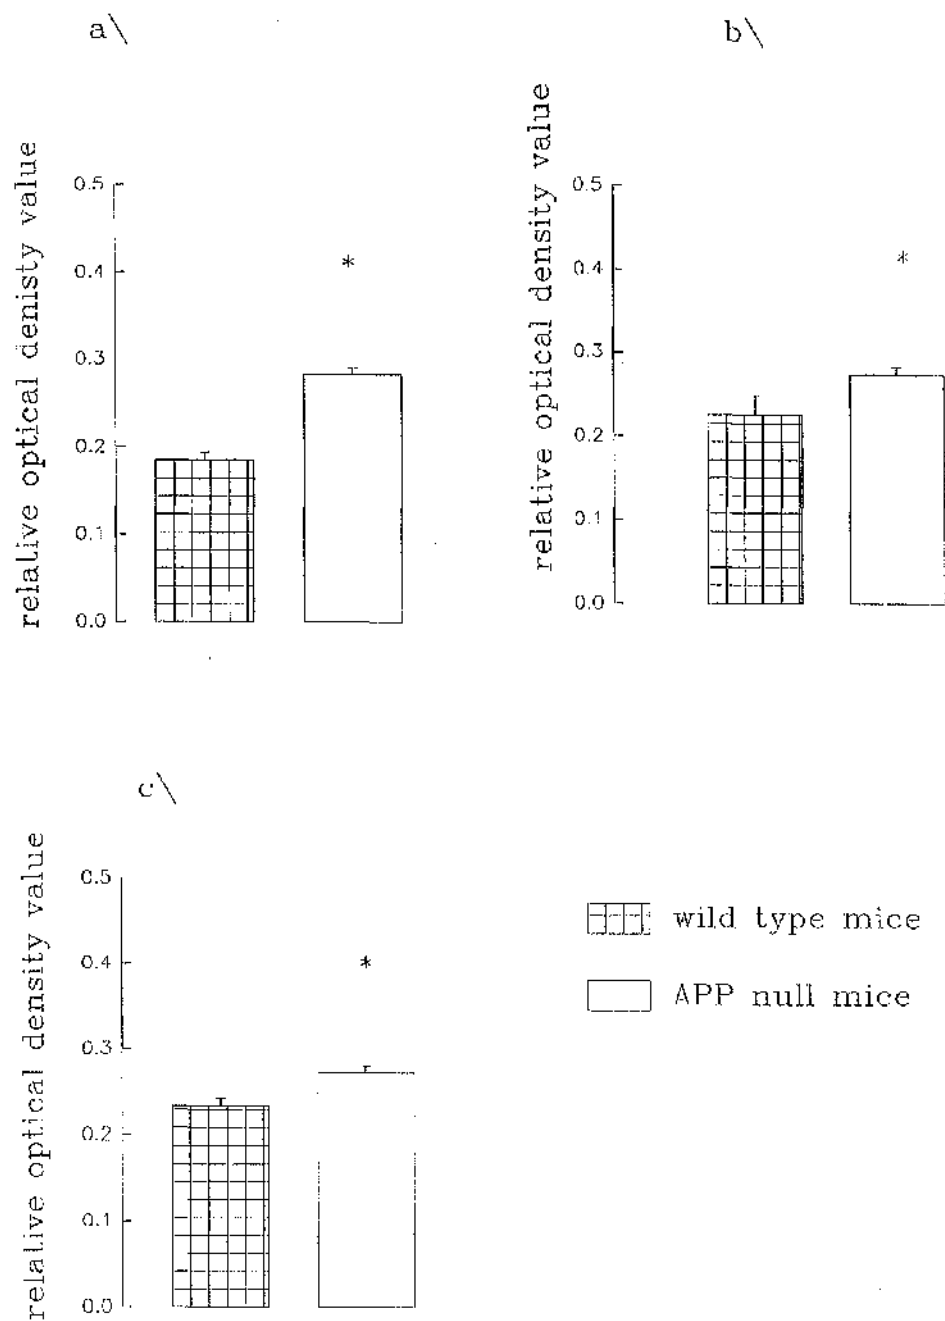 a\
relative optical denisty value
0.5
0.4
0.3
0.2
0.1
0.0
*
b\
relative optical density value
0.5
0.4
0.3
0.2
0.1
0.0
*
c\
relative optical density value
0.5
0.4
0.3
0.2
0.1
0.0
*
wild type mice
APP null mice